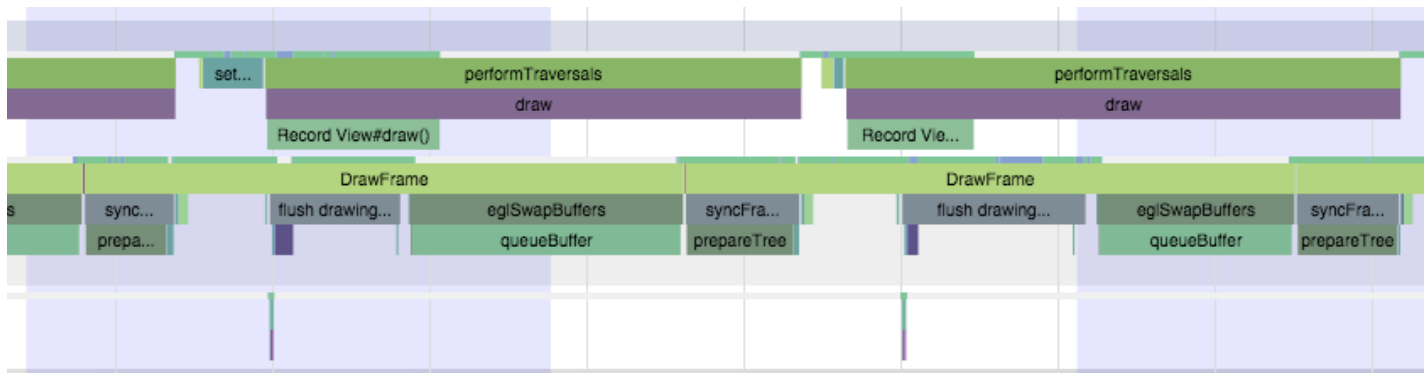 set... performTraversals performTraversals
draw draw
Record View#draw() Record Vie...
DrawFrame DrawFrame
s sync... flush drawing... eglSwapBuffers syncFra... flush drawing... eglSwapBuffers syncFra...
prepa... queueBuffer prepareTree queueBuffer prepareTree